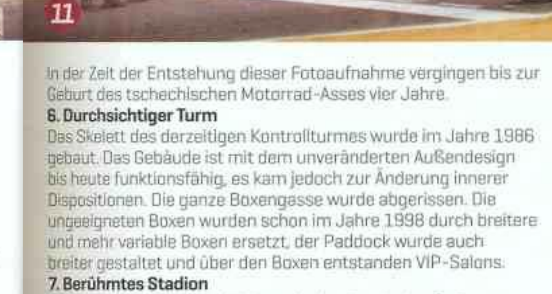 11
In der Zeit der Entstehung dieser Fotoaufnahme vergingen bis zur
Geburt des tschechischen Motorrad-Asses vier Jahre.
6. Durchsichtiger Turm
Das Skelett des derzeitigen Kontrollturmes wurde im Jahre 1986
gebaut. Das Gebäude ist mit dem unveränderten Außendesign
bis heute funktionsfähig, es kam jedoch zur Änderung innerer
Dispositionen. Die ganze Boxengasse wurde abgerissen. Die
ungeeigneten Boxen wurden schon im Jahre 1998 durch breitere
und mehr variable Boxen ersetzt, der Paddock wurde auch
breiter gestaltet und über den Boxen entstanden VIP-Salons.
7. Berühmtes Stadion